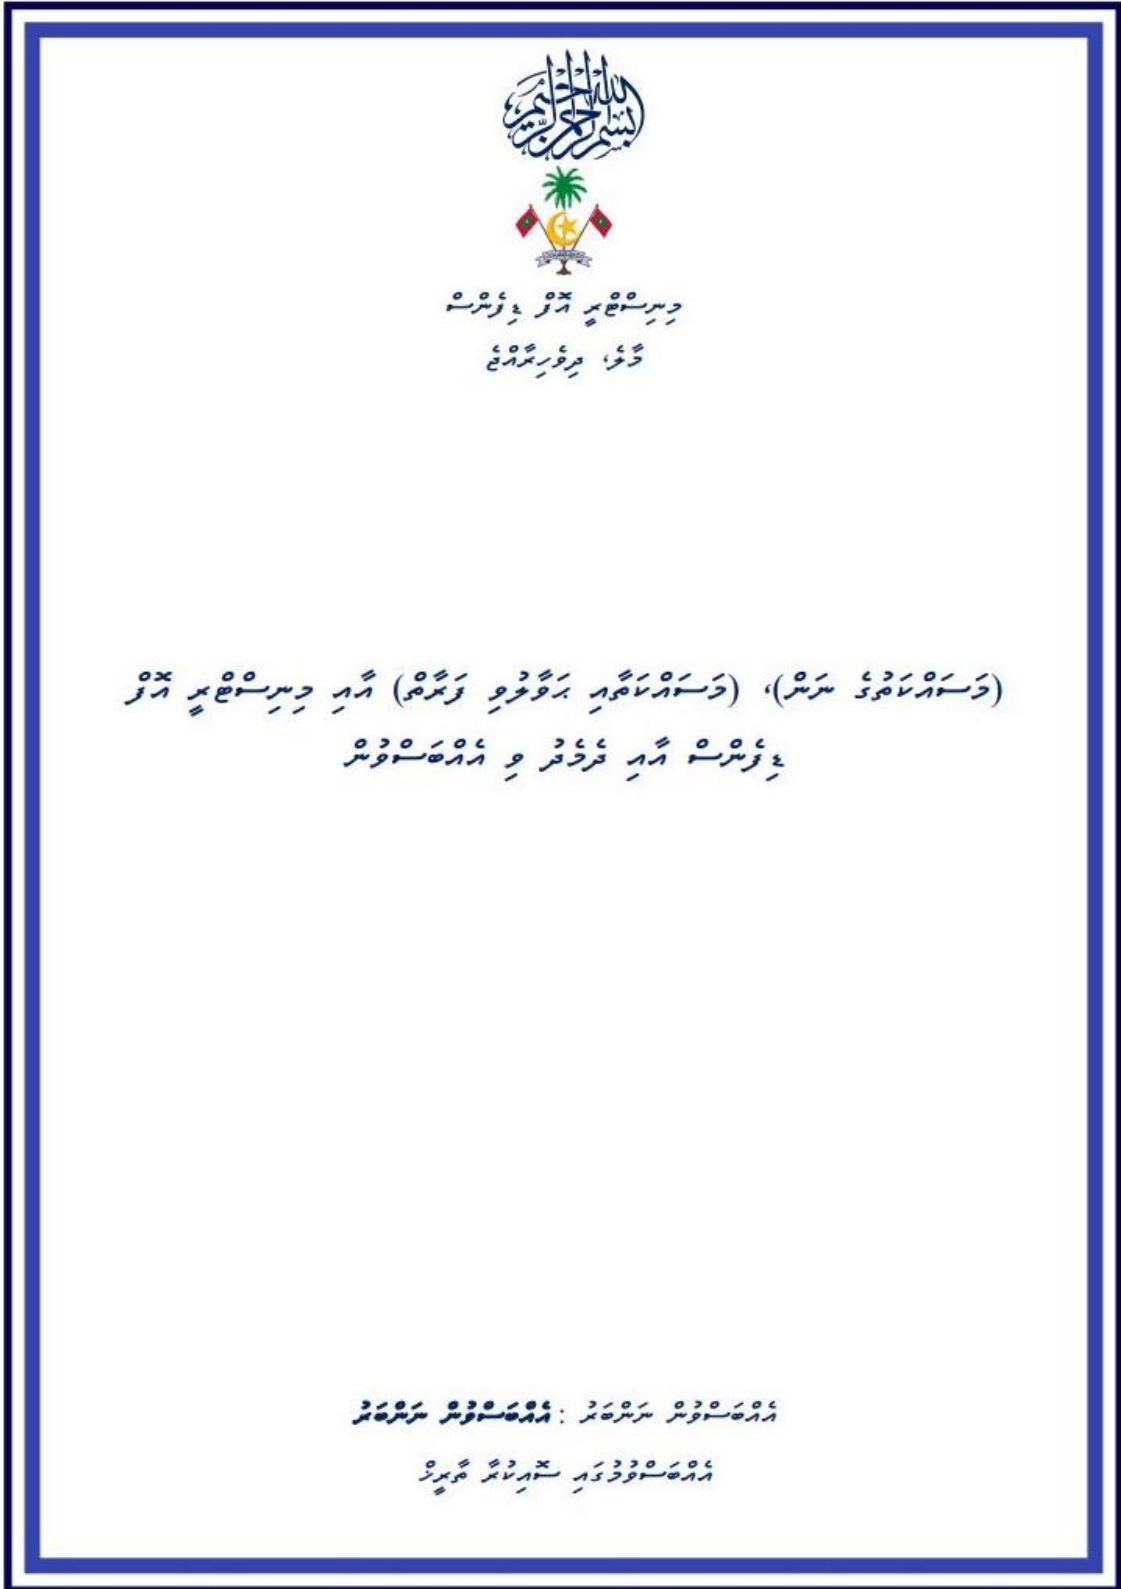 بسم الله الرحمن الرحيم
މިނިސްޓްރީ އޮފް ޑިފެންސް
މާލެ، ދިވެހިރާއްޖެ
(މަސައްކަތުގެ ނަން)، (މަސައްކަތާއި ޙަވާލުވި ފަރާތް) އާއި މިނިސްޓްރީ އޮފް
ޑިފެންސް އާއި ދެމެދު ވި އެއްބަސްވުން
އެއްބަސްވުން ނަންބަރު : އެއްބަސްވުން ނަންބަރު
އެއްބަސްވުމުގައި ސޮއިކުރާ ތާރީޚް